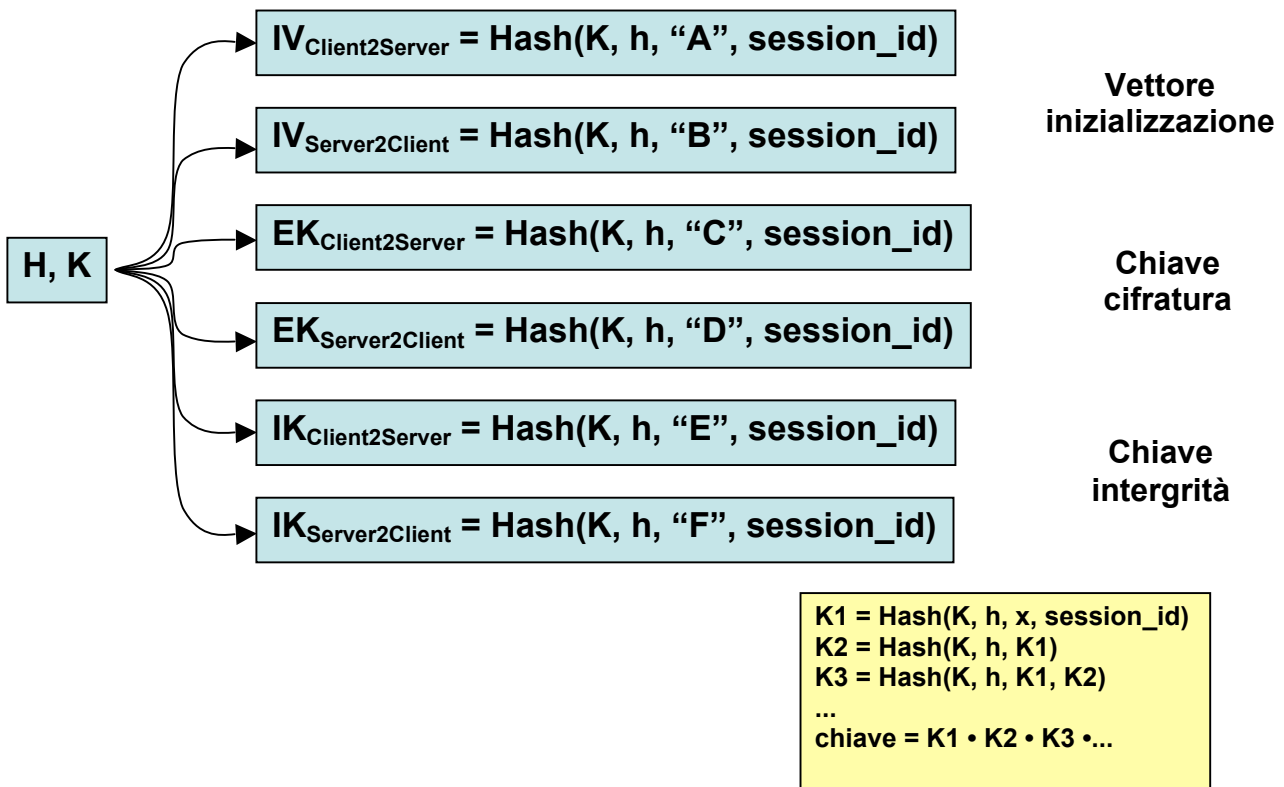 IVClient2Server = Hash(K, h, “A”, session_id)
Vettore
inizializzazione
IVServer2Client = Hash(K, h, “B”, session_id)
H, K
EKClient2Server = Hash(K, h, “C”, session_id)
Chiave
cifratura
EKServer2Client = Hash(K, h, “D”, session_id)
IKClient2Server = Hash(K, h, “E”, session_id)
Chiave
intergrità
IKServer2Client = Hash(K, h, “F”, session_id)
K1 = Hash(K, h, x, session_id)
K2 = Hash(K, h, K1)
K3 = Hash(K, h, K1, K2)
...
chiave = K1 • K2 • K3 •...